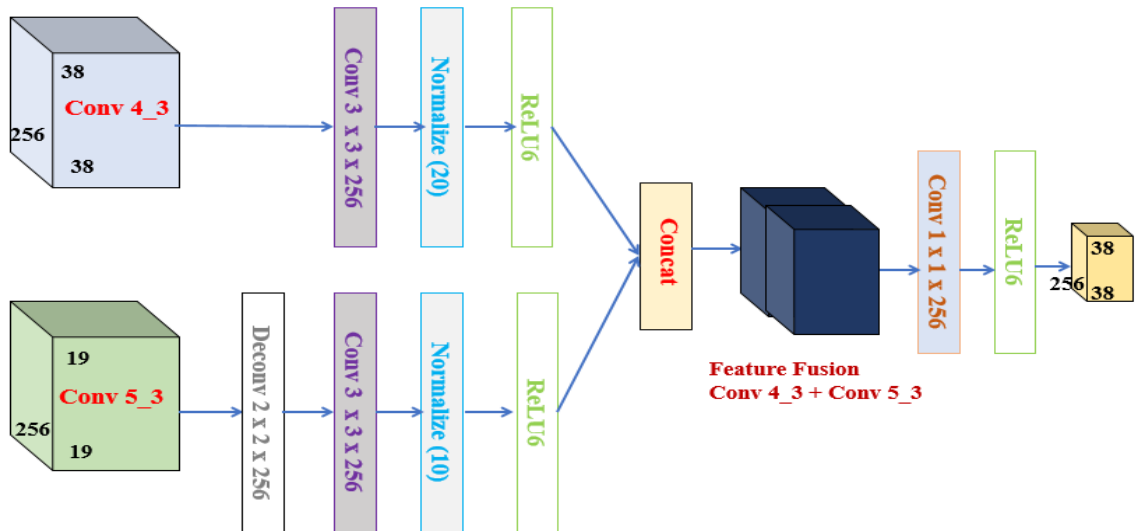 38
Conv 4_3
256
38
Conv 3 x 3 x 256
Normalize (20)
ReLU6
19
Conv 5_3
256
19
Deconv 2 x 2 x 256
Conv 3 x 3 x 256
Normalize (10)
ReLU6
Concat
Feature Fusion
Conv 4_3 + Conv 5_3
Conv 1 x 1 x 256
ReLU6
38
256
38